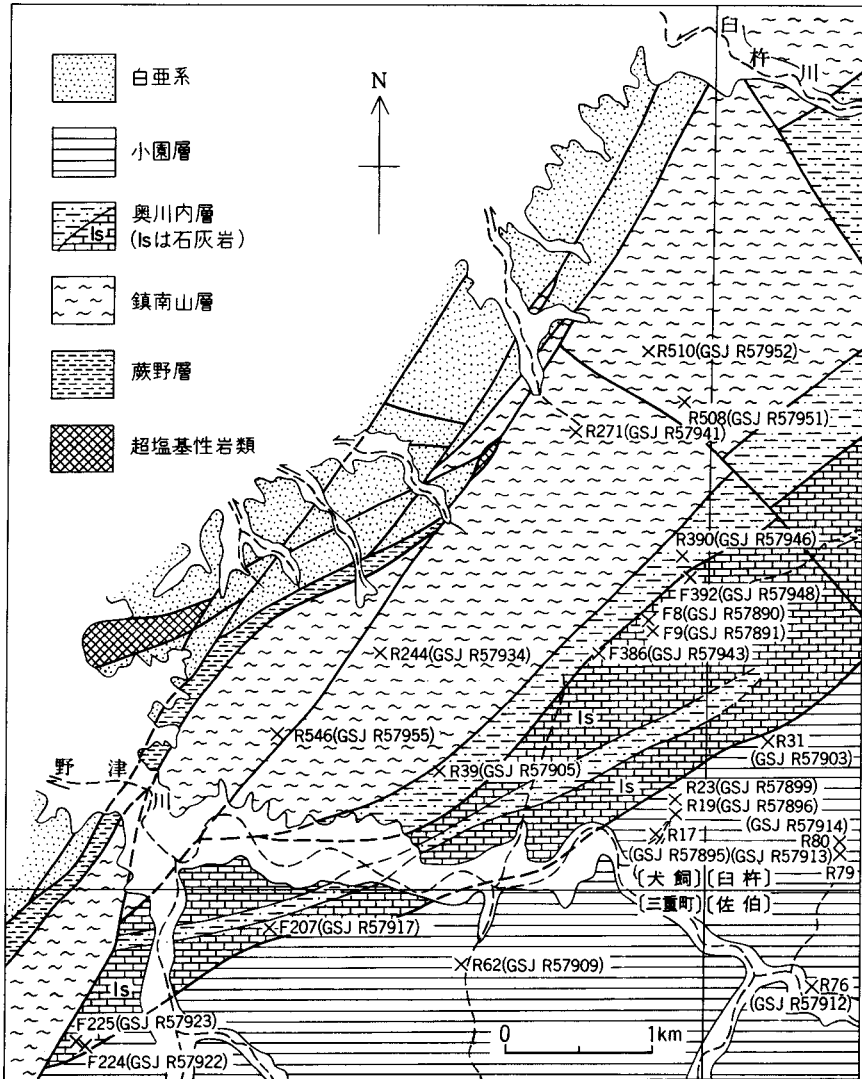 臼杵川
N
白亜系
小園層
奥川内層
(lsは石灰岩)
ls
鎮南山層
蕨野層
超塩基性岩類
R510(GSJ R57952)
R508(GSJ R57951)
R271(GSJ R57941)
R390(GSJ R57946)
F392(GSJ R57948)
F8(GSJ R57890)
F9(GSJ R57891)
F386(GSJ R57943)
R244(GSJ R57934)
ls
R546(GSJ R57955)
R31
(GSJ R57903)
野津
R39(GSJ R57905)
ls
R23(GSJ R57899)
R19(GSJ R57896)
(GSJ R57914)
R17
R80
(GSJ R57895)
(GSJ R57913)
R79
〔犬飼〕
〔臼杵〕
〔三重町〕
〔佐伯〕
F207(GSJ R57917)
R62(GSJ R57909)
R76
(GSJ R57912)
ls
F225(GSJ R57923)
F224(GSJ R57922)
0 1km